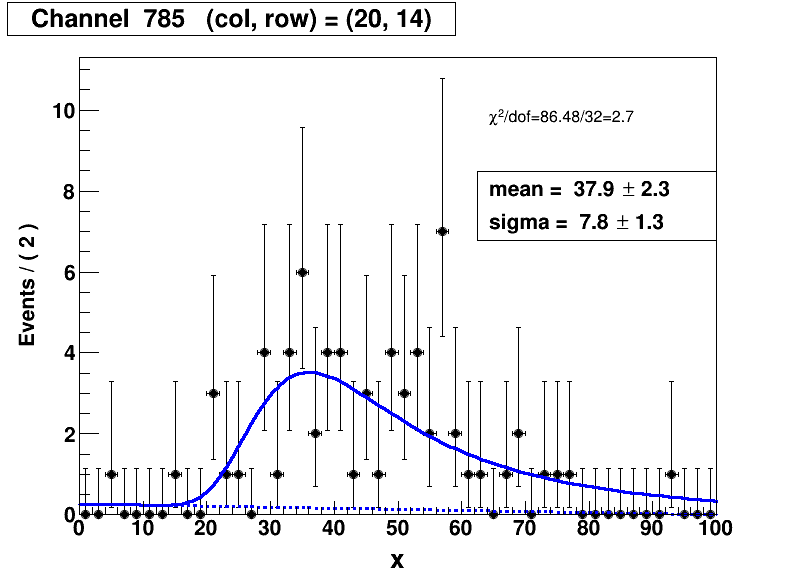 Channel 785 (col, row) = (20, 14)
χ²/dof=86.48/32=2.7
mean = 37.9 ± 2.3
sigma = 7.8 ± 1.3
Events / ( 2 )
10
8
6
4
2
0
0 10 20 30 40 50 60 70 80 90 100
x